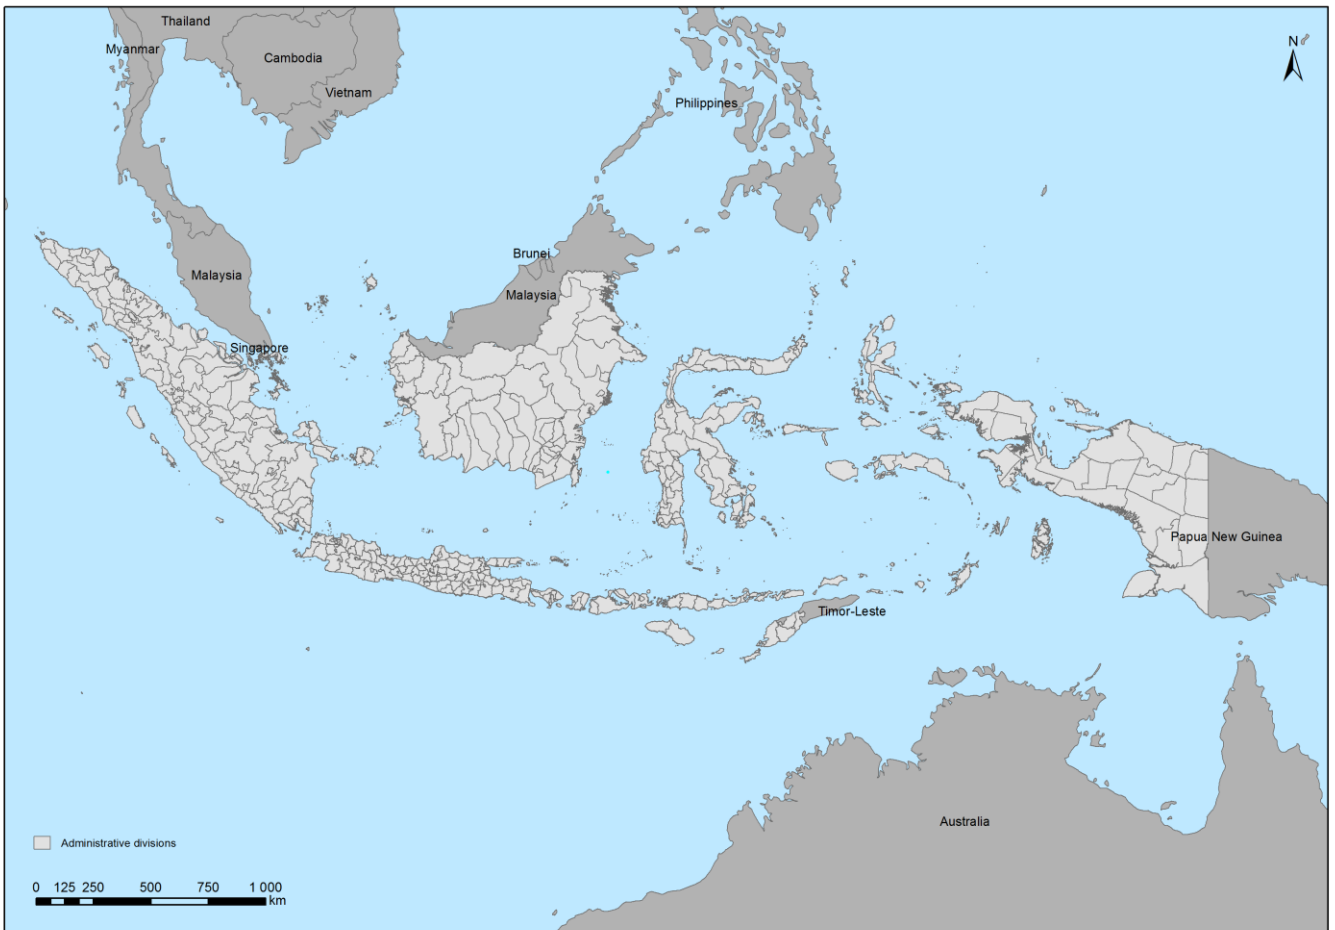 Thailand
N
Myanmar
Cambodia
Vietnam
Philippines
Brunei
Malaysia
Malaysia
Singapore
Papua New Guinea
Timor-Leste
Australia
Administrative divisions
0 125 250 500 750 1 000
km